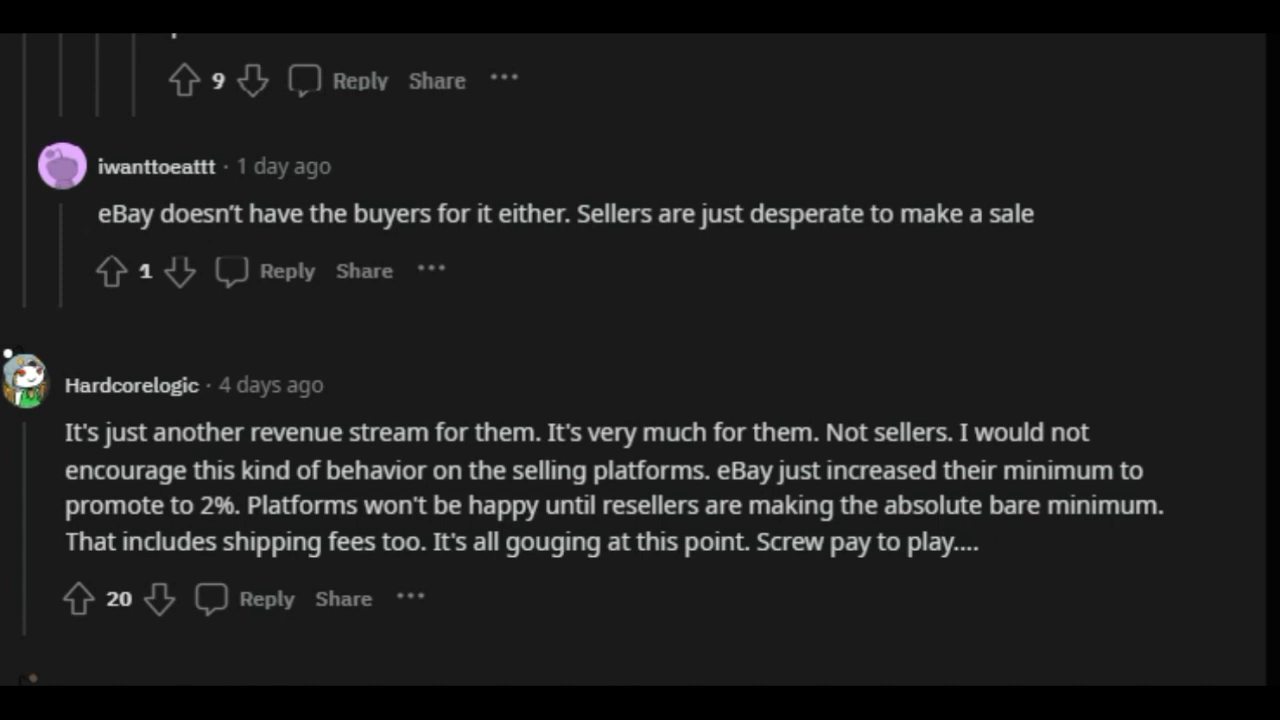 9 Reply Share ...
iwanttoeattt · 1 day ago
eBay doesn't have the buyers for it either. Sellers are just desperate to make a sale
1 Reply Share ...
Hardcorelogic · 4 days ago
It's just another revenue stream for them. It's very much for them. Not sellers. I would not
encourage this kind of behavior on the selling platforms. eBay just increased their minimum to
promote to 2%. Platforms won't be happy until resellers are making the absolute bare minimum.
That includes shipping fees too. It's all gouging at this point. Screw pay to play....
20 Reply Share ...